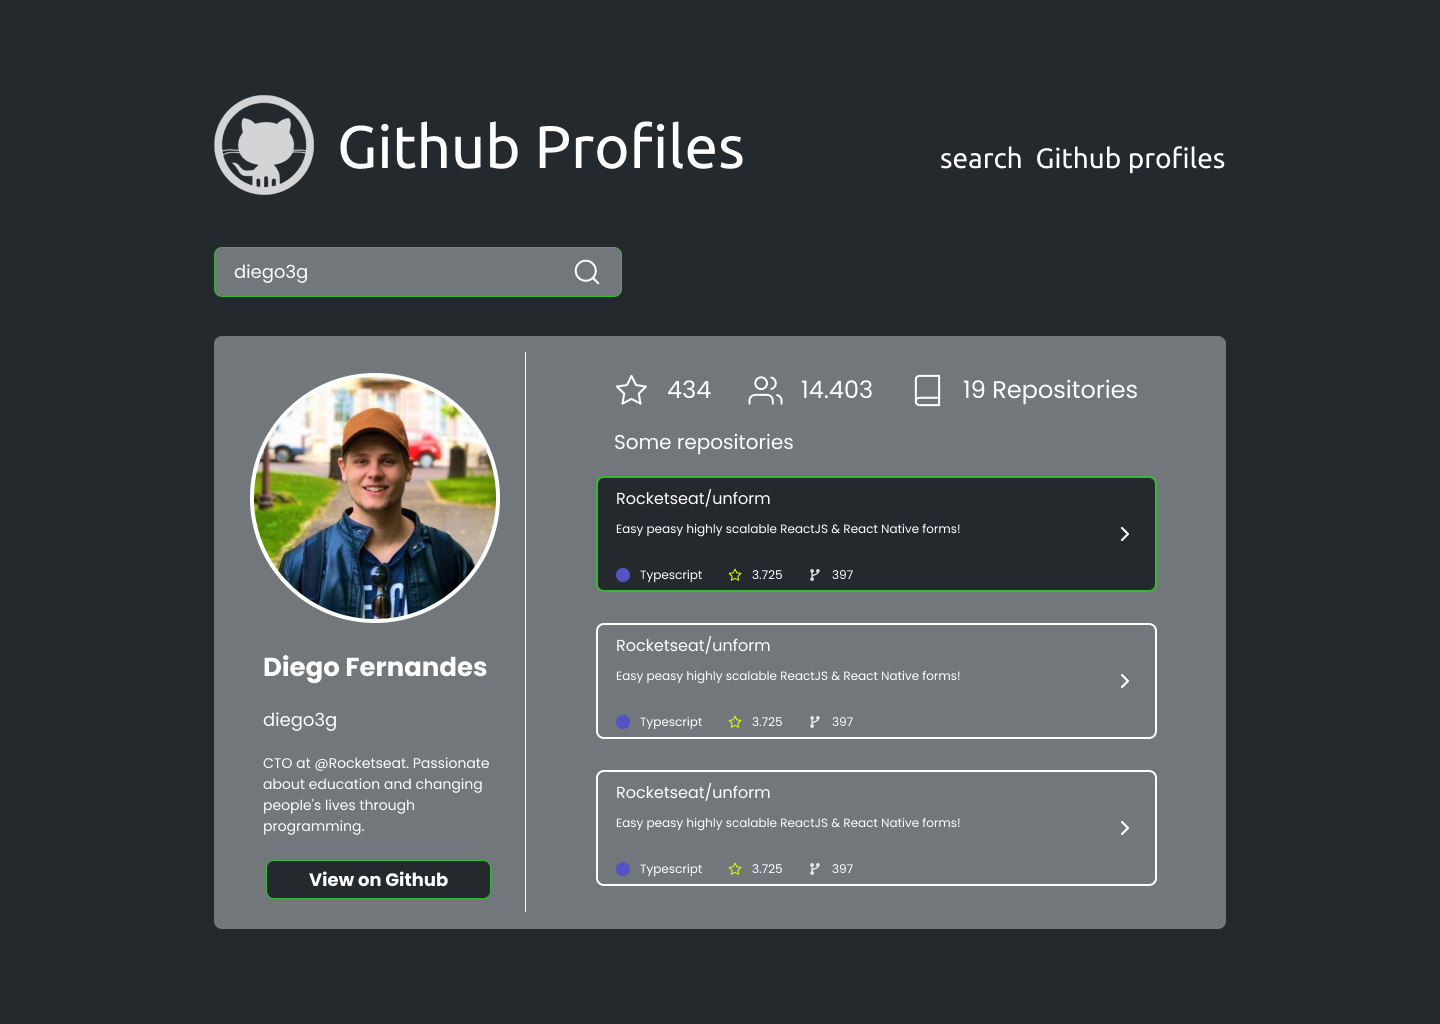 Github Profiles
search Github profiles
diego3g
Diego Fernandes
diego3g
CTO at @Rocketseat. Passionate
about education and changing
people's lives through
programming.
View on Github
434
14.403
19 Repositories
Some repositories
Rocketseat/unform
Easy peasy highly scalable ReactJS & React Native forms!
Typescript 3.725 397
Rocketseat/unform
Easy peasy highly scalable ReactJS & React Native forms!
Typescript 3.725 397
Rocketseat/unform
Easy peasy highly scalable ReactJS & React Native forms!
Typescript 3.725 397